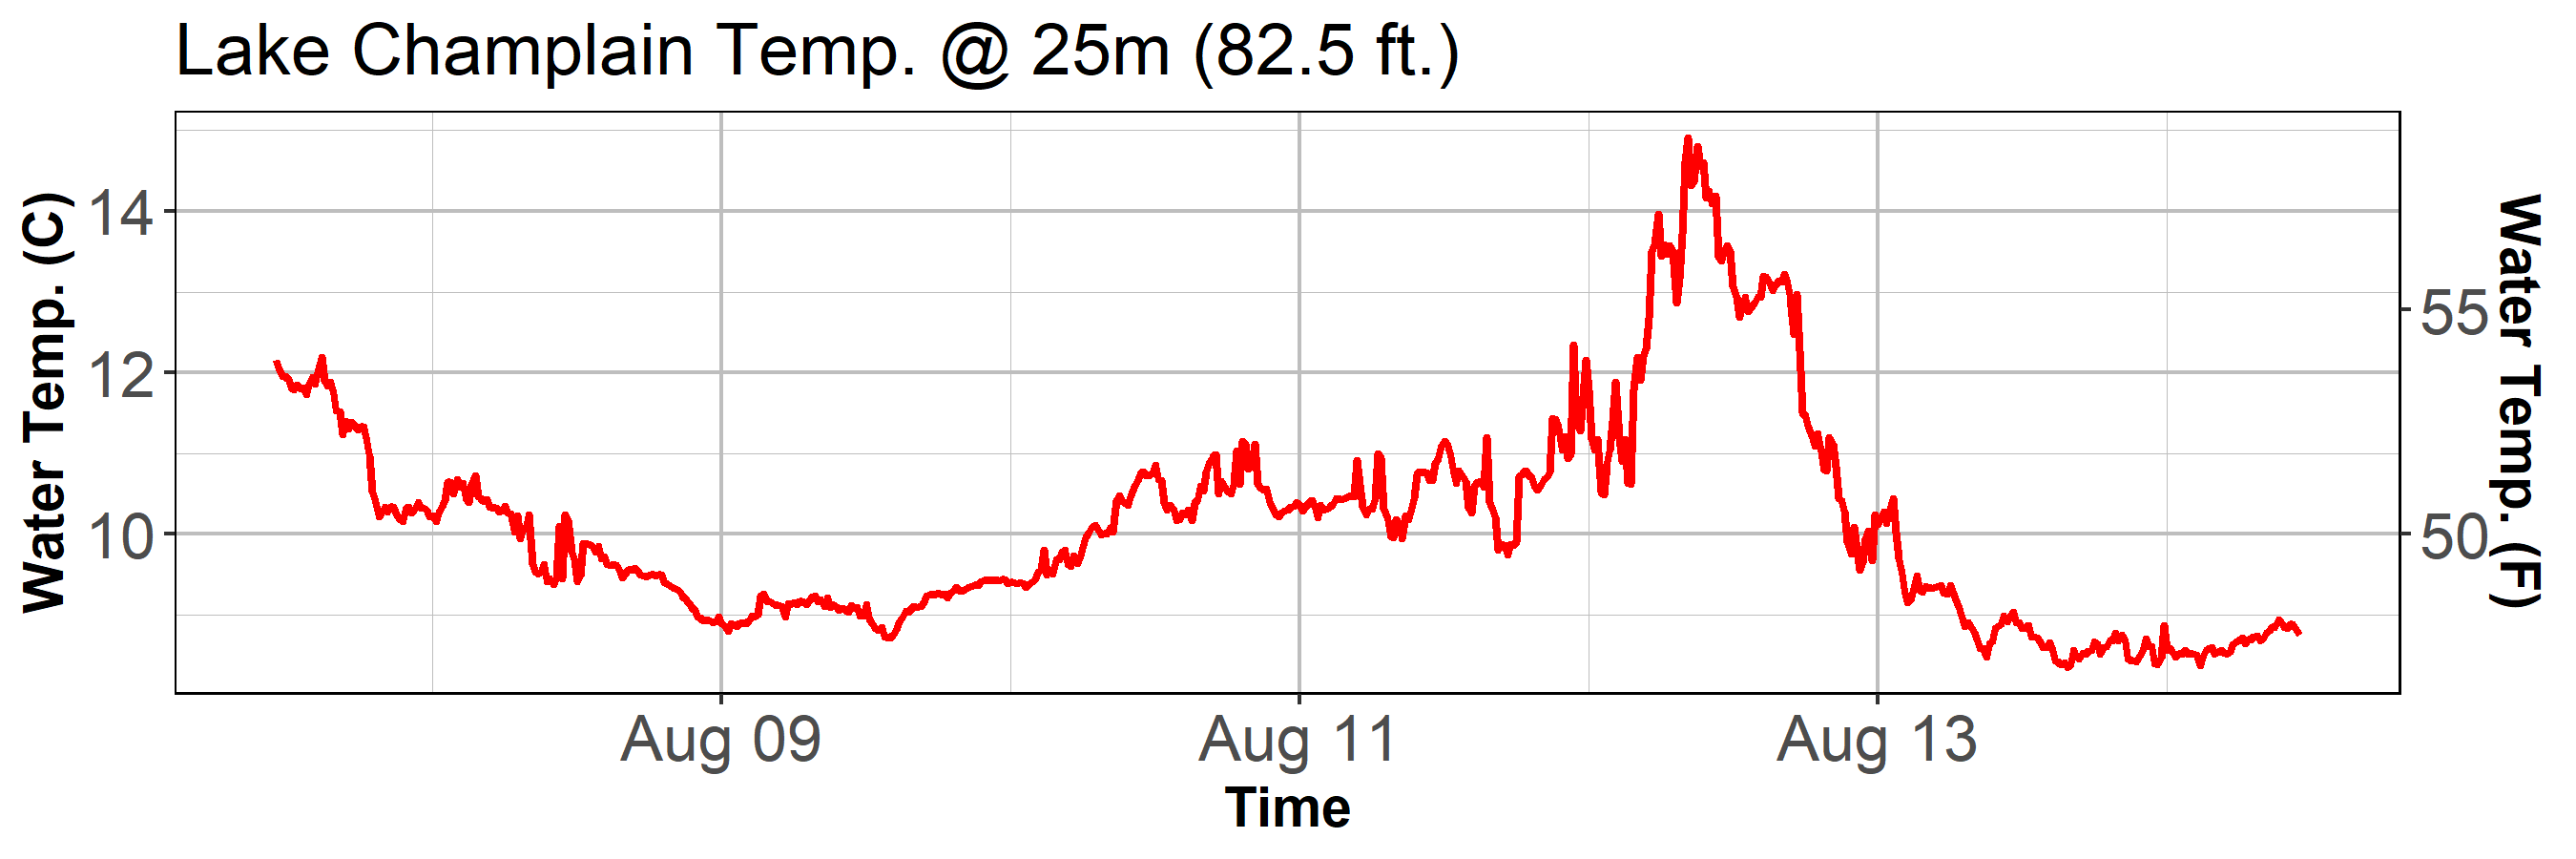 Lake Champlain Temp. @ 25m (82.5 ft.)
Water Temp. (C)
14
12
10
55
50
Water Temp. (F)
Aug 09
Aug 11
Aug 13
Time